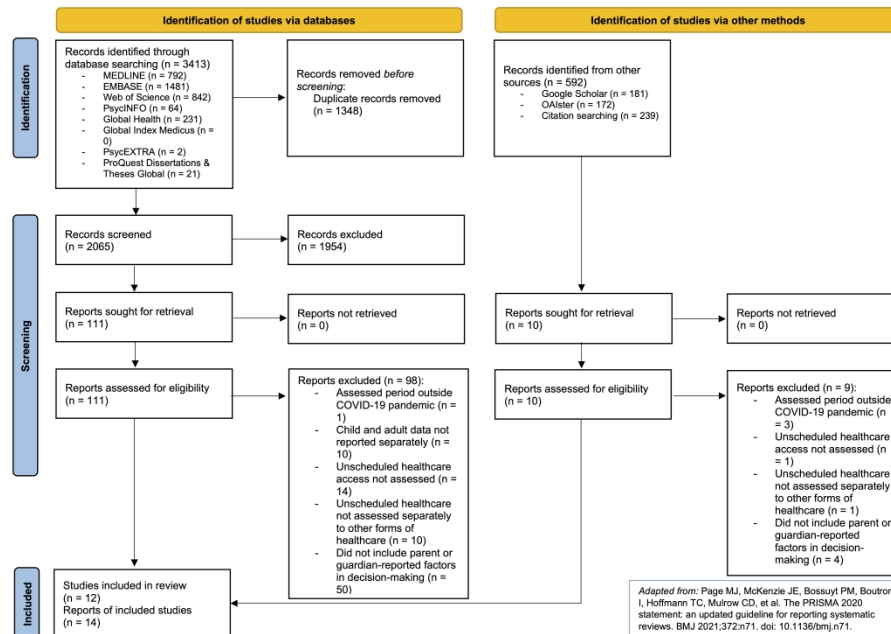 Identification of studies via databases
Identification of studies via other methods
Identification
Records identified through
database searching (n = 3413)
- MEDLINE (n = 792)
- EMBASE (n = 1481)
- Web of Science (n = 842)
- PsycINFO (n = 64)
- Global Health (n = 231)
- Global Index Medicus (n =
0)
- PsycEXTRA (n = 2)
- ProQuest Dissertations &
Theses Global (n = 21)
Records removed before
screening:
Duplicate records removed
(n = 1348)
Records identified from other
sources (n = 592)
- Google Scholar (n = 181)
- OAIster (n = 172)
- Citation searching (n = 239)
Screening
Records screened
(n = 2065)
Records excluded
(n = 1954)
Reports sought for retrieval
(n = 111)
Reports not retrieved
(n = 0)
Reports sought for retrieval
(n = 10)
Reports not retrieved
(n = 0)
Reports assessed for eligibility
(n = 111)
Reports excluded (n = 98):
- Assessed period outside
COVID-19 pandemic (n =
1)
- Child and adult data not
reported separately (n =
10)
- Unscheduled healthcare
access not assessed (n =
14)
- Unscheduled healthcare
not assessed separately
to other forms of
healthcare (n = 10)
- Did not include parent or
guardian-reported factors
in decision-making (n =
50)
Reports assessed for eligibility
(n = 10)
Reports excluded (n = 9):
- Assessed period outside
COVID-19 pandemic (n
= 3)
- Unscheduled healthcare
access not assessed (n
= 1)
- Unscheduled healthcare
not assessed separately
to other forms of
healthcare (n = 1)
- Did not include parent or
guardian-reported
factors in decision-
making (n = 4)
Included
Studies included in review
(n = 12)
Reports of included studies
(n = 14)
Adapted from: Page MJ, McKenzie JE, Bossuyt PM, Boutron
I, Hoffmann TC, Mulrow CD, et al. The PRISMA 2020
statement: an updated guideline for reporting systematic
reviews. BMJ 2021;372:n71. doi: 10.1136/bmj.n71.